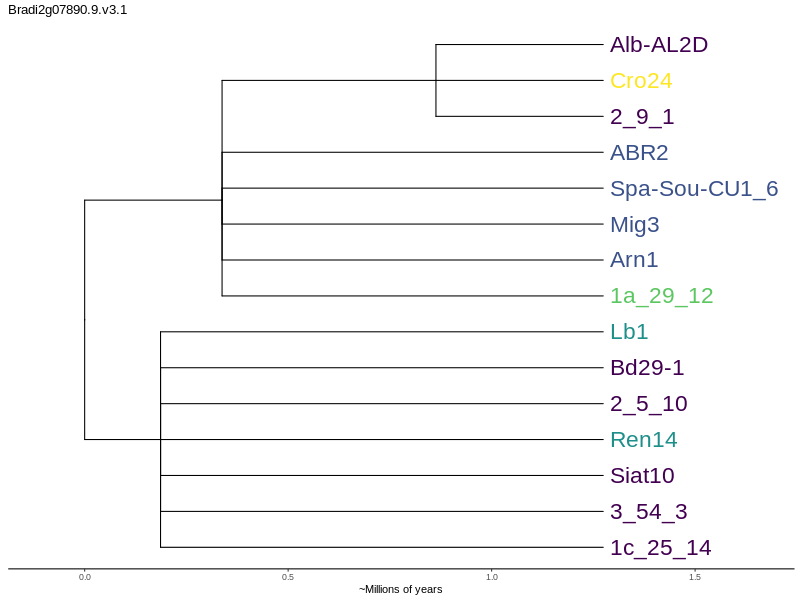 Bradi2g07890.9.v3.1
Alb-AL2D
Cro24
2_9_1
ABR2
Spa-Sou-CU1_6
Mig3
Arn1
1a_29_12
Lb1
Bd29-1
2_5_10
Ren14
Siat10
3_54_3
1c_25_14
0.0 0.5 1.0 1.5
~Millions of years